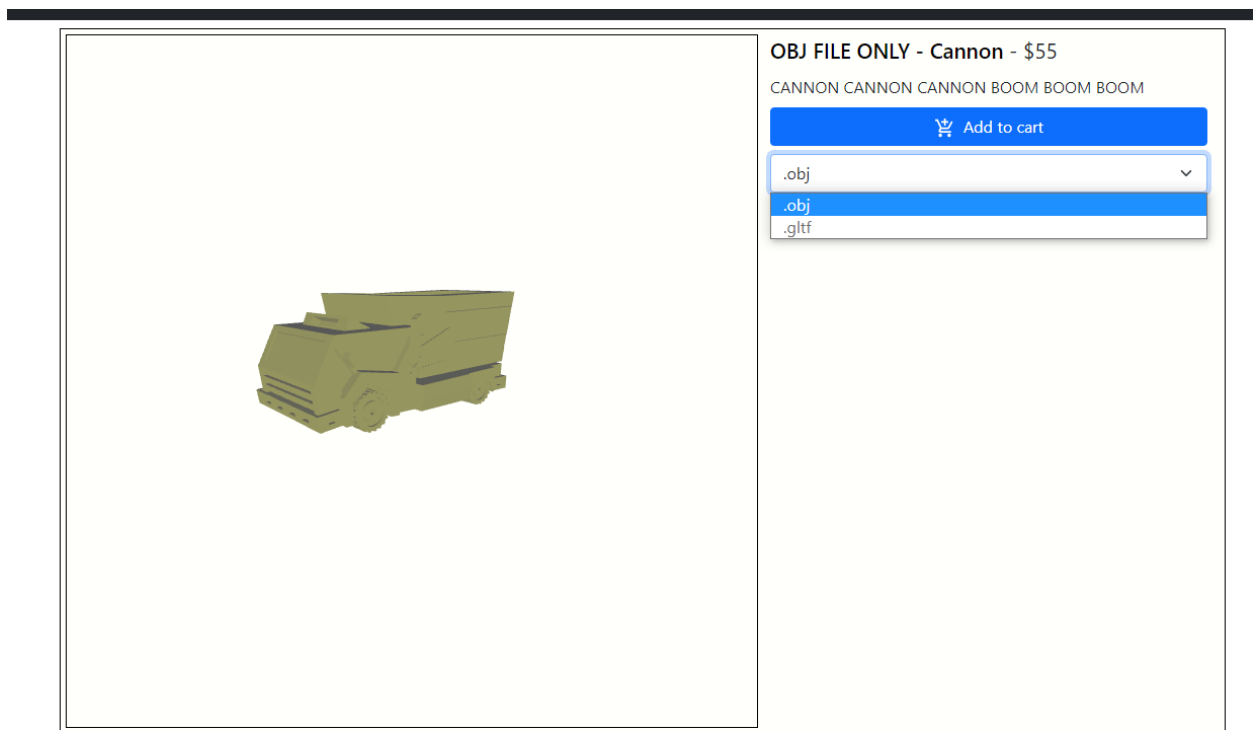 OBJ FILE ONLY - Cannon - $55
CANNON CANNON CANNON BOOM BOOM BOOM
Add to cart
.obj
.obj
.gltf